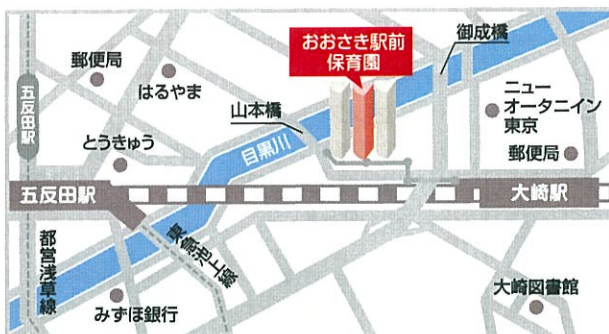 御成橋
おおさき駅前
保育園
郵便局
はるやま
ニュー
オータニイン
東京
五反田駅
山本橋
とうきゅう
目黒川
郵便局
五反田駅
大崎駅
都営浅草線
東急池上線
みずほ銀行
大崎図書館